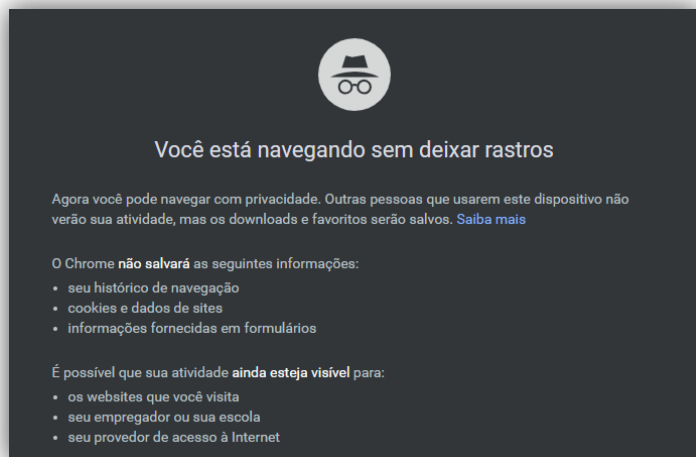 Você está navegando sem deixar rastros
Agora você pode navegar com privacidade. Outras pessoas que usarem este dispositivo não
verão sua atividade, mas os downloads e favoritos serão salvos. Saiba mais
O Chrome não salvará as seguintes informações:
• seu histórico de navegação
• cookies e dados de sites
• informações fornecidas em formulários
É possível que sua atividade ainda esteja visível para:
• os websites que você visita
• seu empregador ou sua escola
• seu provedor de acesso à Internet